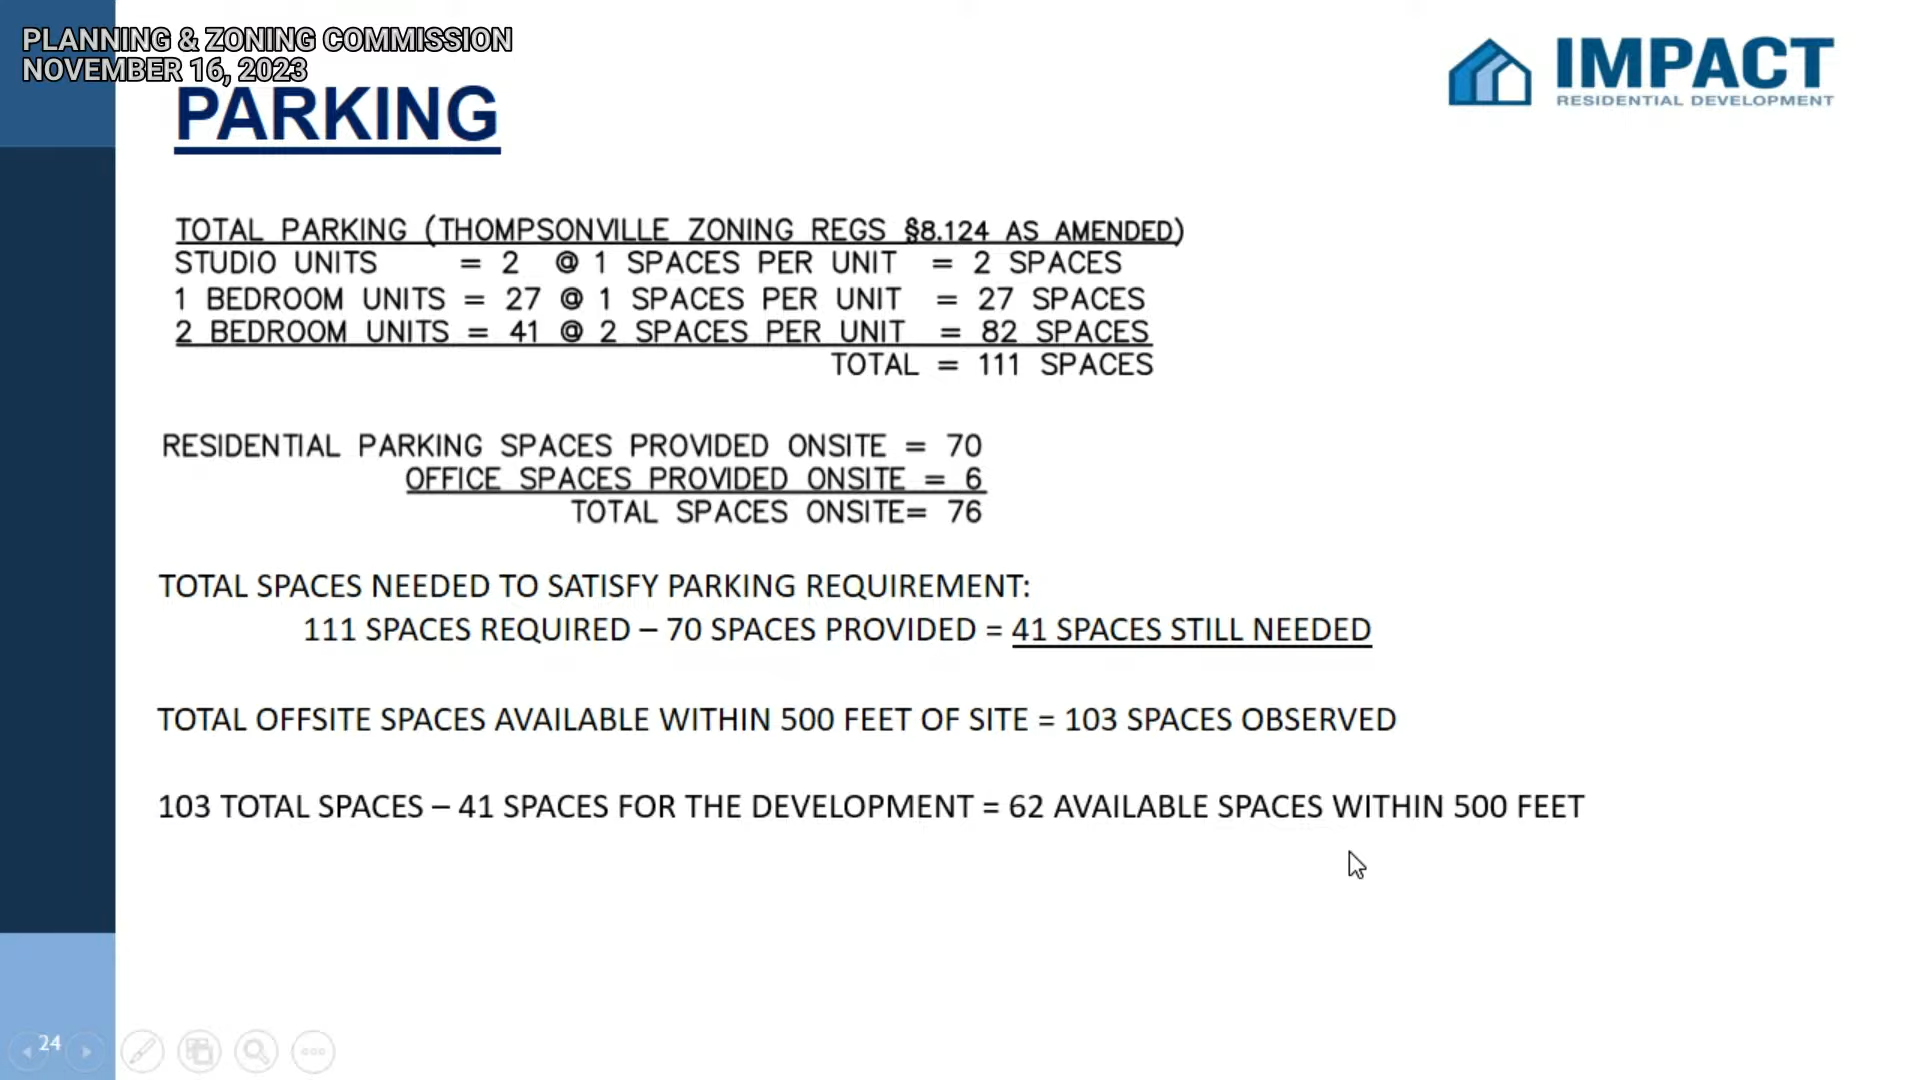 PLANNING & ZONING COMMISSION
NOVEMBER 16, 2023
PARKING
IMPACT
RESIDENTIAL DEVELOPMENT
TOTAL PARKING (THOMPSONVILLE ZONING REGS §8.124 AS AMENDED)
STUDIO UNITS = 2 @ 1 SPACES PER UNIT = 2 SPACES
1 BEDROOM UNITS = 27 @ 1 SPACES PER UNIT = 27 SPACES
2 BEDROOM UNITS = 41 @ 2 SPACES PER UNIT = 82 SPACES
TOTAL = 111 SPACES
RESIDENTIAL PARKING SPACES PROVIDED ONSITE = 70
OFFICE SPACES PROVIDED ONSITE = 6
TOTAL SPACES ONSITE= 76
TOTAL SPACES NEEDED TO SATISFY PARKING REQUIREMENT:
111 SPACES REQUIRED – 70 SPACES PROVIDED = 41 SPACES STILL NEEDED
TOTAL OFFSITE SPACES AVAILABLE WITHIN 500 FEET OF SITE = 103 SPACES OBSERVED
103 TOTAL SPACES – 41 SPACES FOR THE DEVELOPMENT = 62 AVAILABLE SPACES WITHIN 500 FEET
24